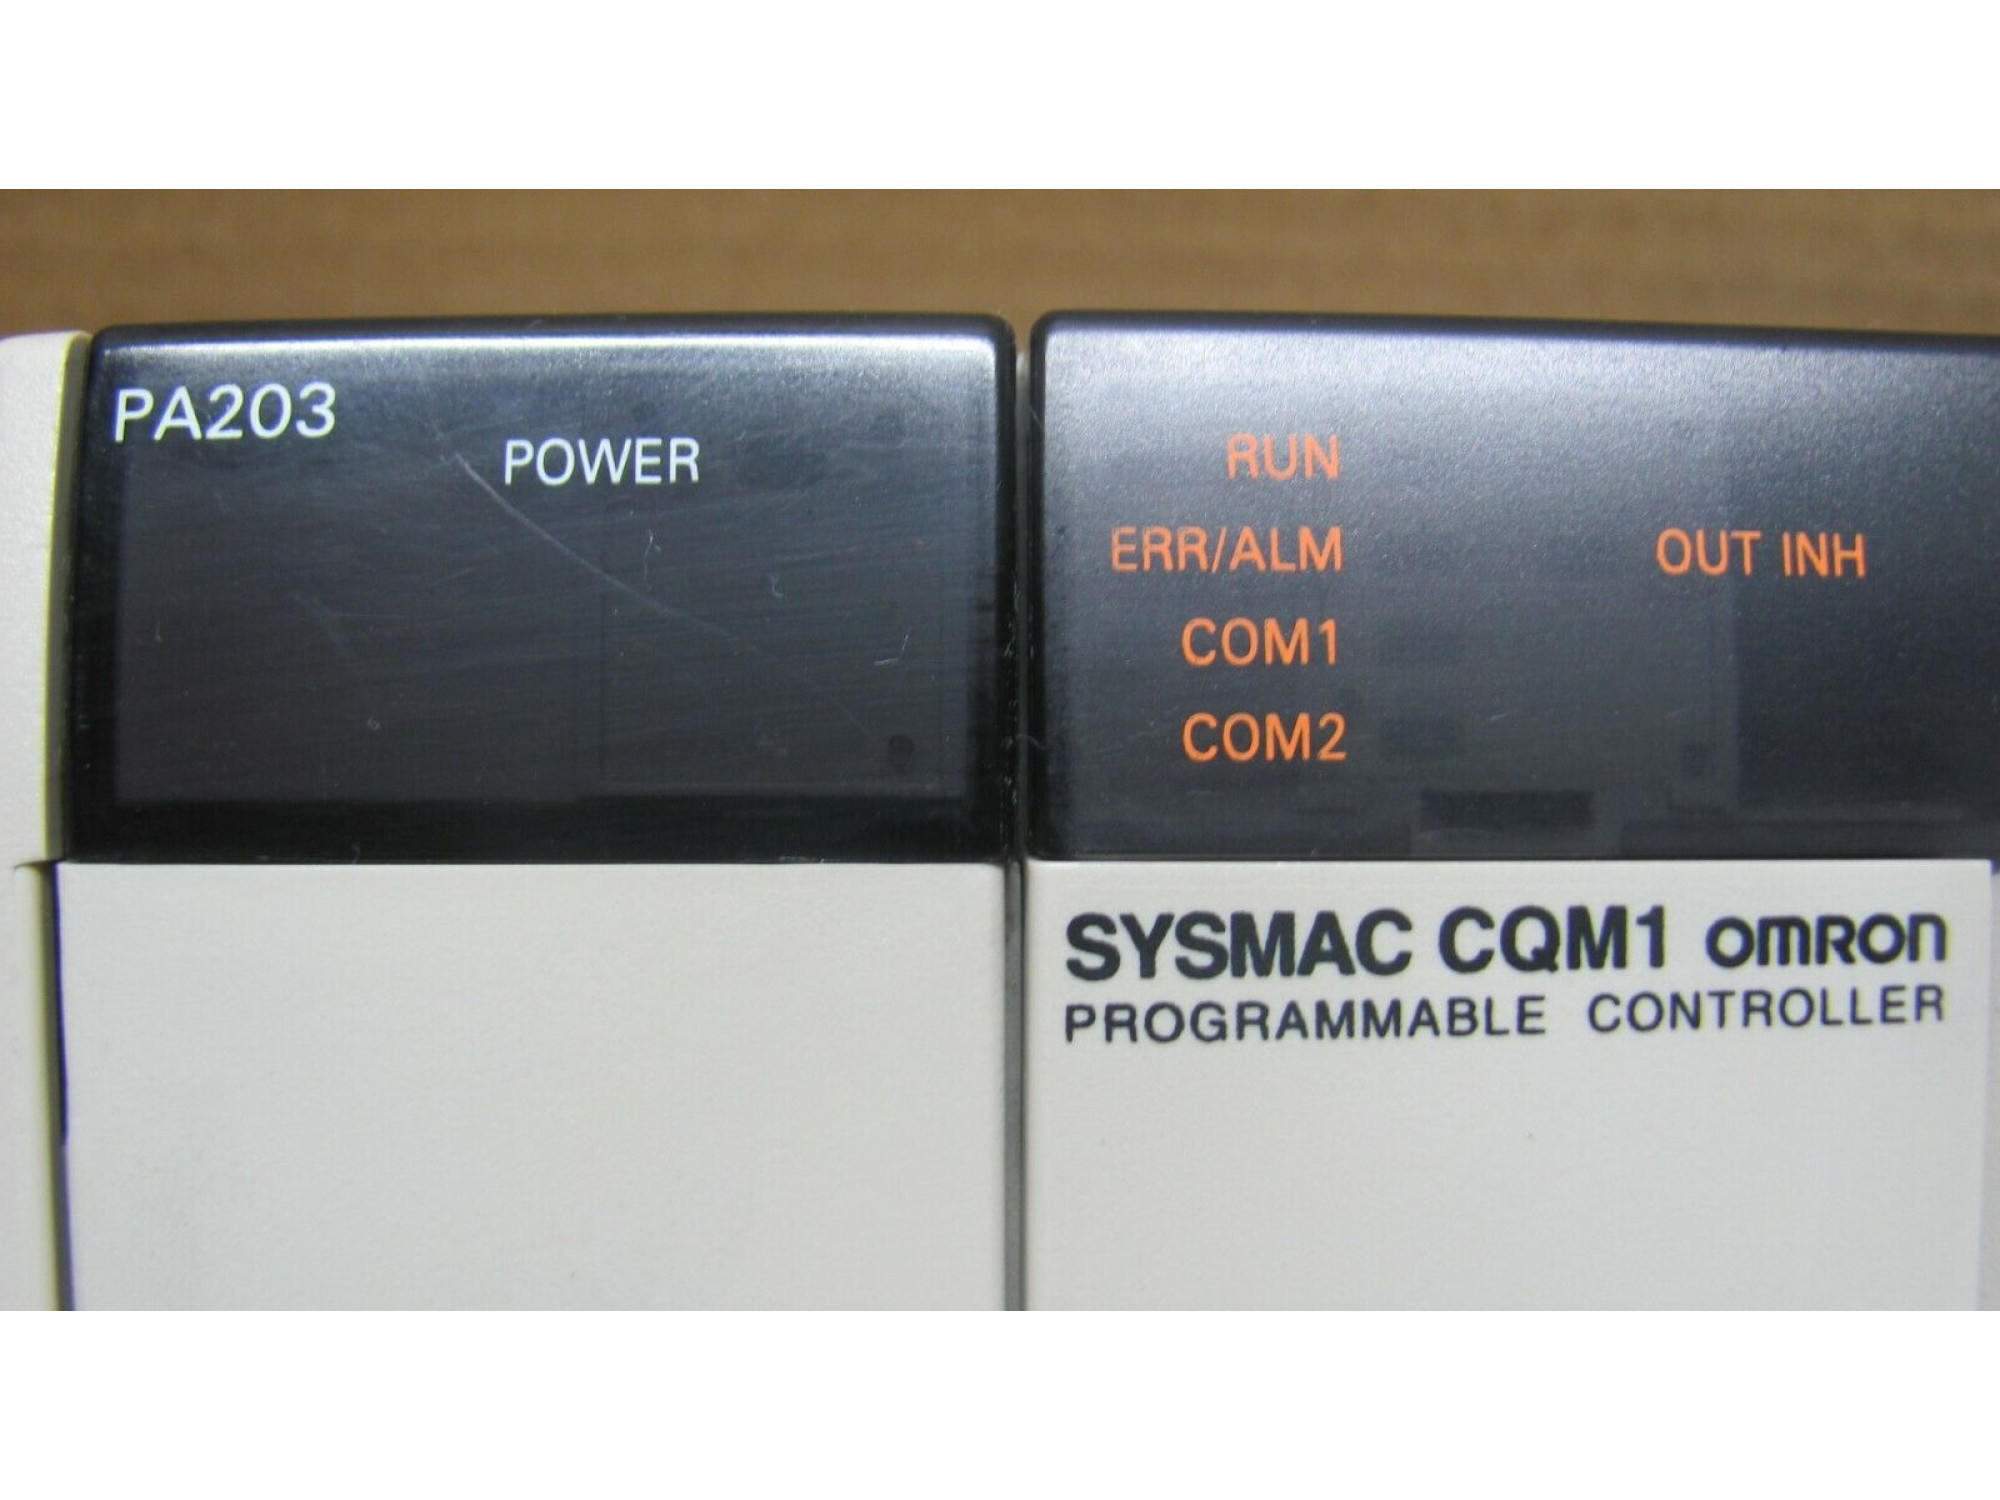 PA203
POWER
RUN
ERR/ALM OUT INH
COM1
COM2
SYSMAC CQM1 omron
PROGRAMMABLE CONTROLLER